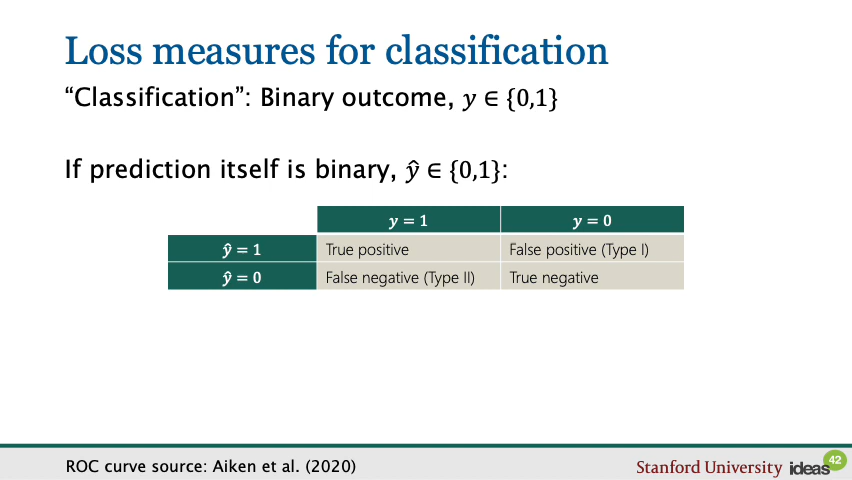 Loss measures for classification
“Classification”: Binary outcome, y ∈ {0,1}
If prediction itself is binary, ŷ ∈ {0,1}:
y = 1 y = 0
ŷ = 1 True positive False positive (Type I)
ŷ = 0 False negative (Type II) True negative
ROC curve source: Aiken et al. (2020)
Stanford University ideas 42